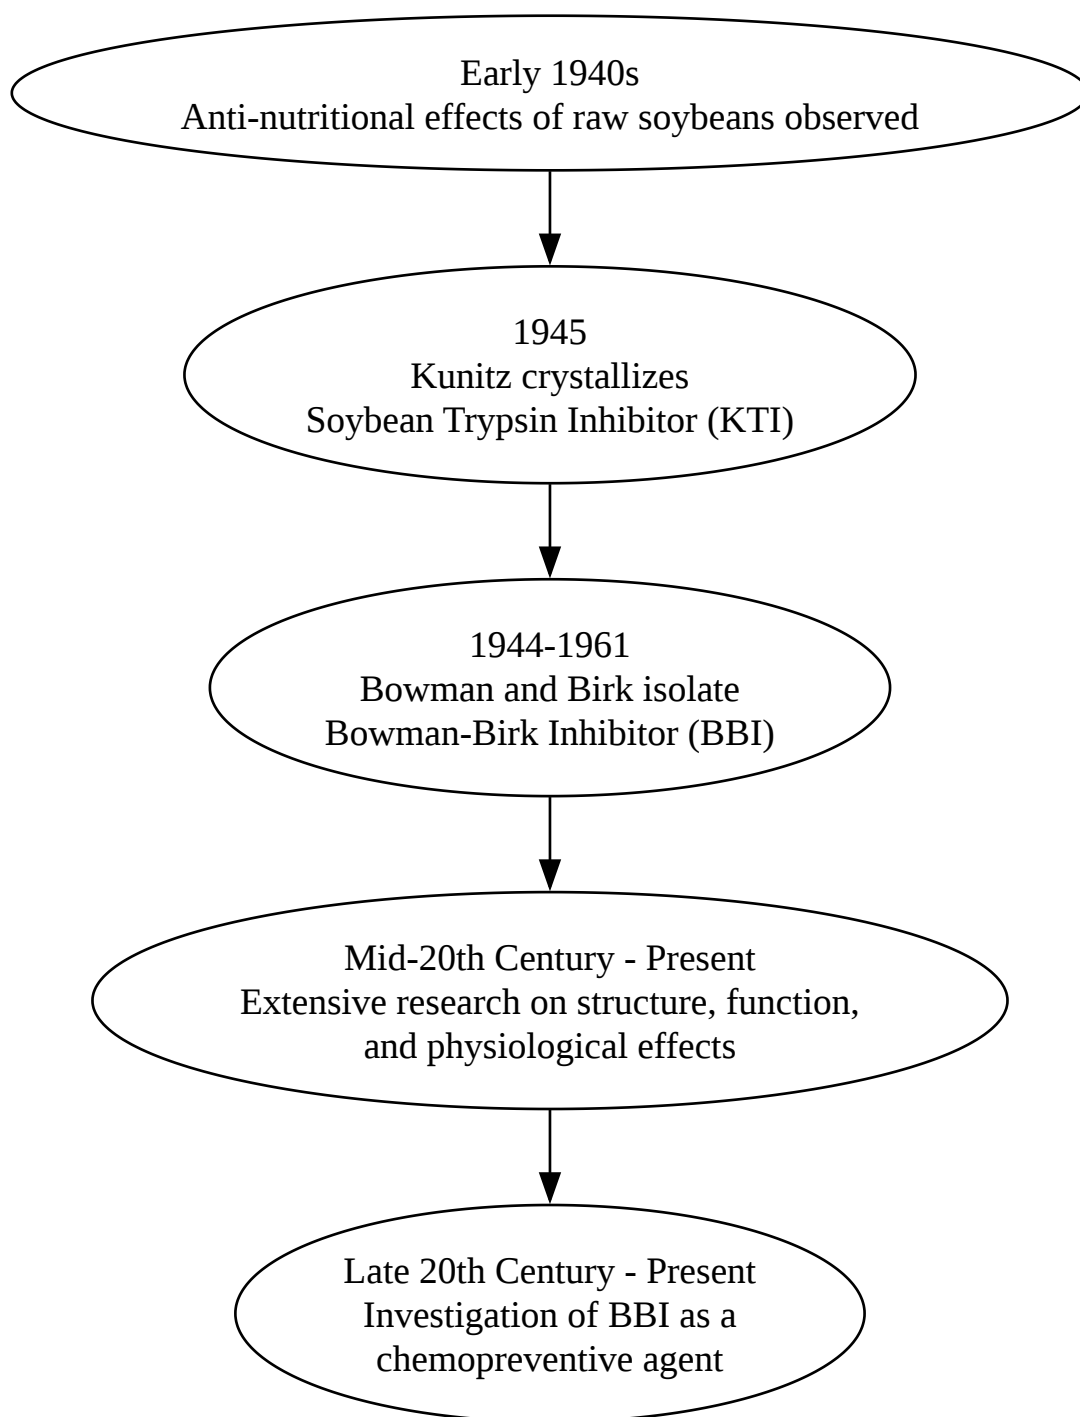 Early 1940s
Anti-nutritional effects of raw soybeans observed
1945
Kunitz crystallizes
Soybean Trypsin Inhibitor (KTI)
1944-1961
Bowman and Birk isolate
Bowman-Birk Inhibitor (BBI)
Mid-20th Century - Present
Extensive research on structure, function,
and physiological effects
Late 20th Century - Present
Investigation of BBI as a
chemopreventive agent